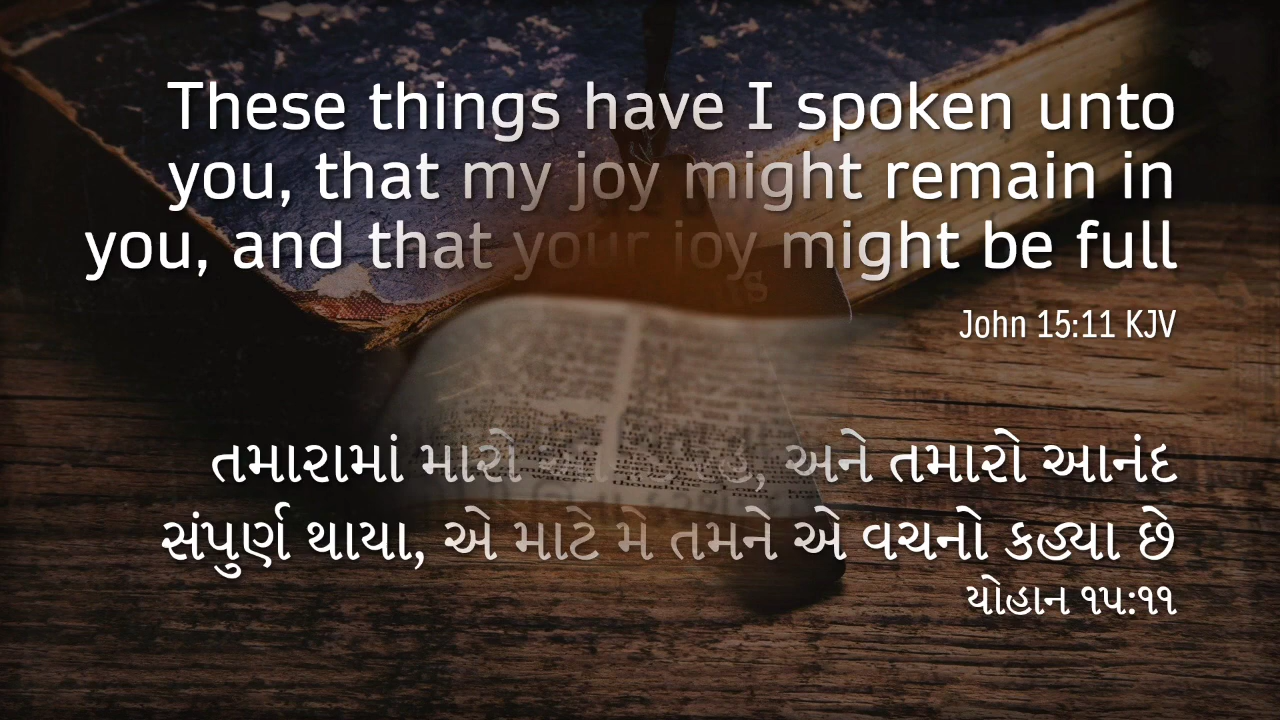 These things have I spoken unto
you, that my joy might remain in
you, and that your joy might be full
John 15:11 KJV
તમારામાં મારો રહે, અને તમારો આનંદ
સંપુર્ણ થાયા, એ માટે મે તમને એ વચનો કહ્યા છે
યોહાન ૧૫:૧૧